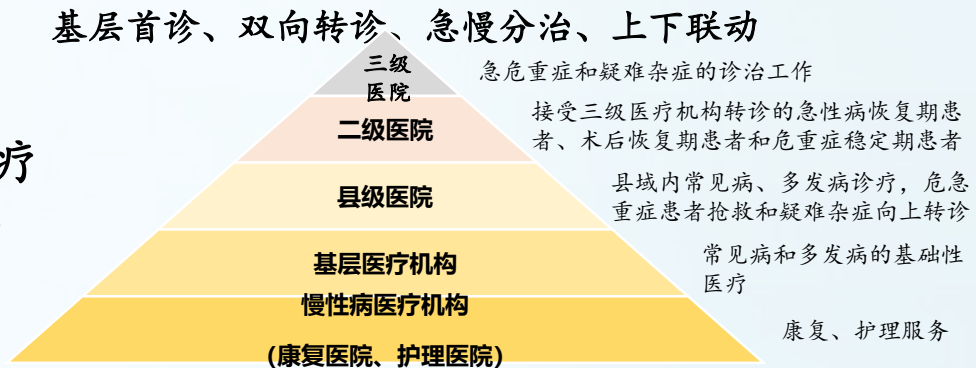 基层首诊、双向转诊、急慢分治、上下联动
三级
医院
急危重症和疑难杂症的诊治工作
二级医院
接受三级医疗机构转诊的急性病恢复期患
者、术后恢复期患者和危重症稳定期患者
疗
县级医院
县域内常见病、多发病诊疗，危急
重症患者抢救和疑难杂症向上转诊
基层医疗机构
常见病和多发病的基础性
医疗
慢性病医疗机构
(康复医院、护理医院)
康复、护理服务